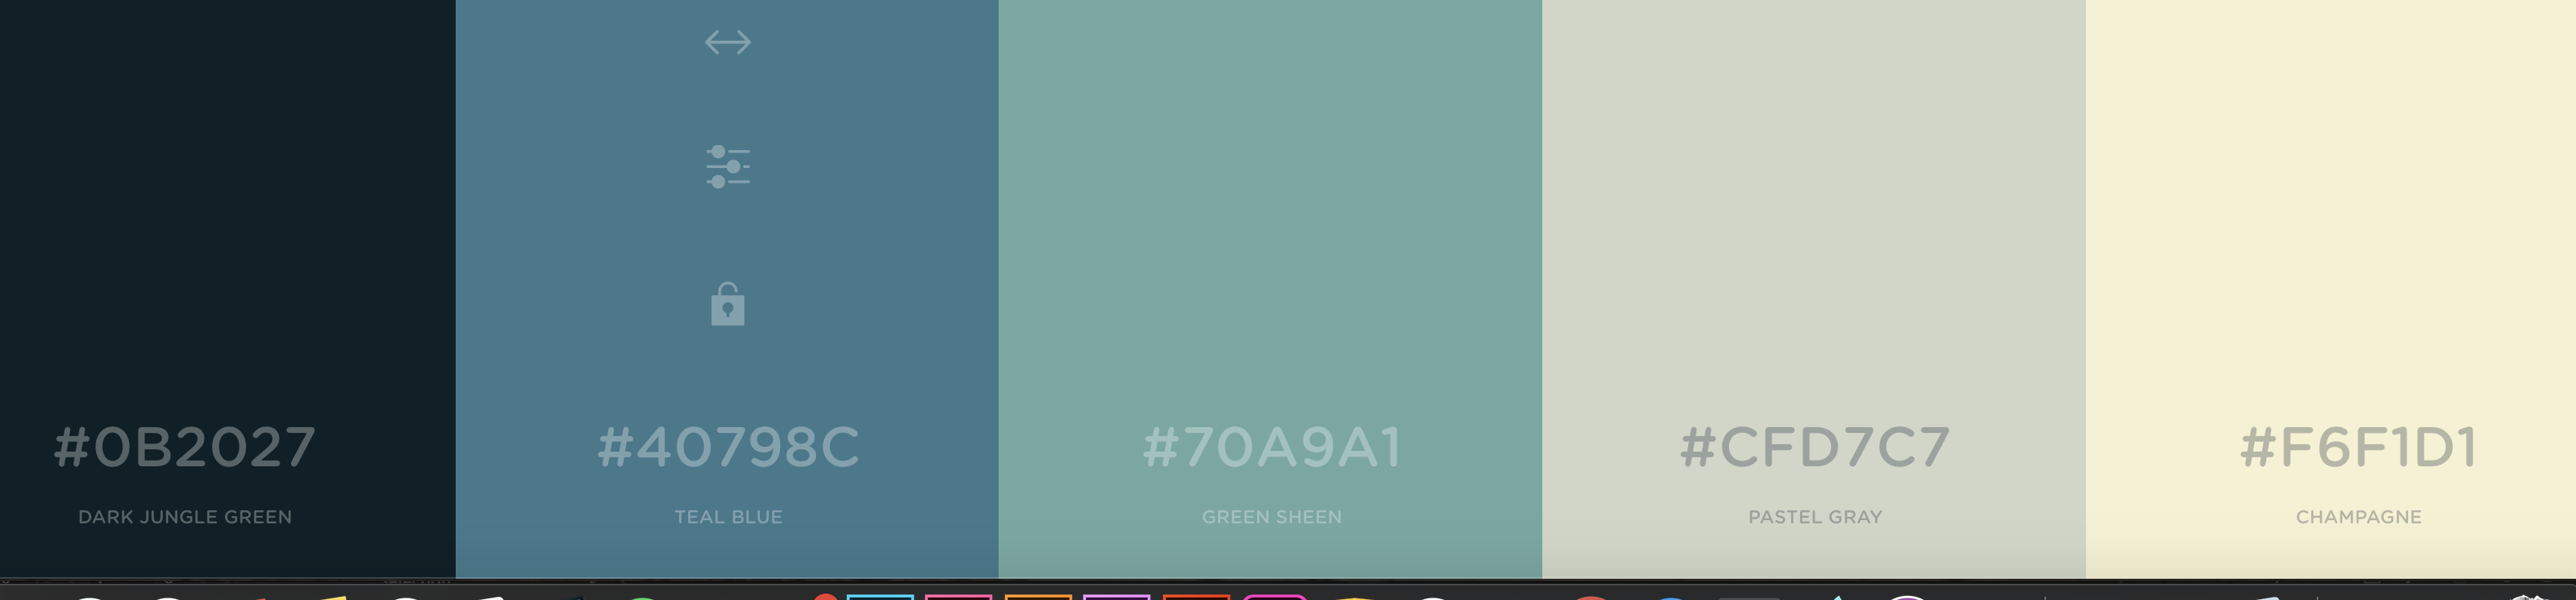 #0B2027
DARK JUNGLE GREEN
#40798C
TEAL BLUE
#70A9A1
GREEN SHEEN
#CFD7C7
PASTEL GRAY
#F6F1D1
CHAMPAGNE